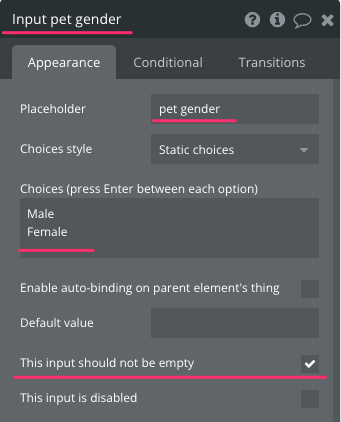 Input pet gender
Appearance
Conditional
Transitions
Placeholder
pet gender
Choices style
Static choices
Choices (press Enter between each option)
Male
Female
Enable auto-binding on parent element's thing
Default value
This input should not be empty
This input is disabled